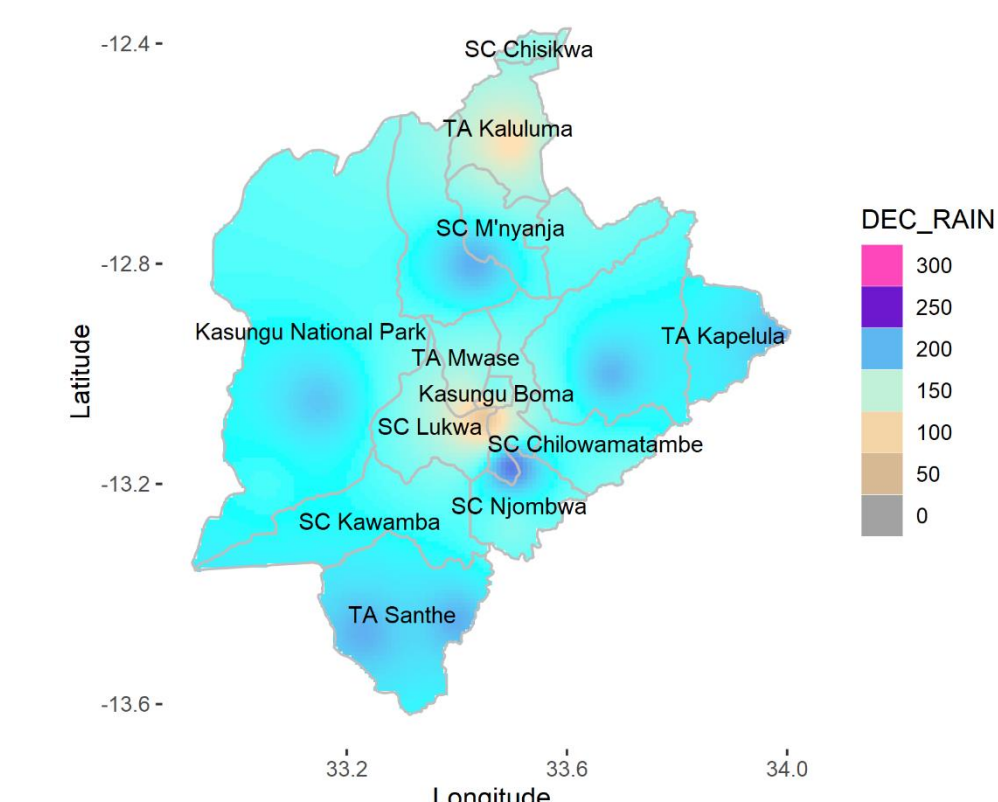 -12.4
SC Chisikwa
TA Kaluluma
DEC_RAIN
SC M'nyanja
-12.8
300
250
Kasungu National Park
TA Kapelula
200
TA Mwase
Latitude
150
Kasungu Boma
SC Lukwa
100
SC Chilowamatambe
50
-13.2
SC Njombwa
0
SC Kawamba
TA Santhe
-13.6
33.2
33.6
34.0
Longitude